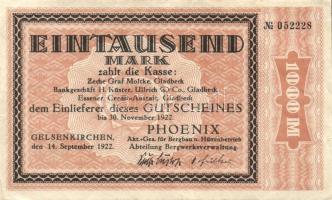 № 052228
EINTAUSEND
MARK
zahlt die Kasse:
Zeche Graf Moltke, Gladbeck
Bankgeschäft H. Küster, Ullrich & Co., Gladbeck
Essener Credit-Anstalt, Gladbeck
dem Einlieferer dieses GUTSCHEINES
bis 30. November 1922.
GELSENKIRCHEN,
den 14. September 1922.
PHOENIX
Akt.-Ges. für Bergbau u. Hüttenbetrieb
Abteilung Bergwerksverwaltung.
1000 M